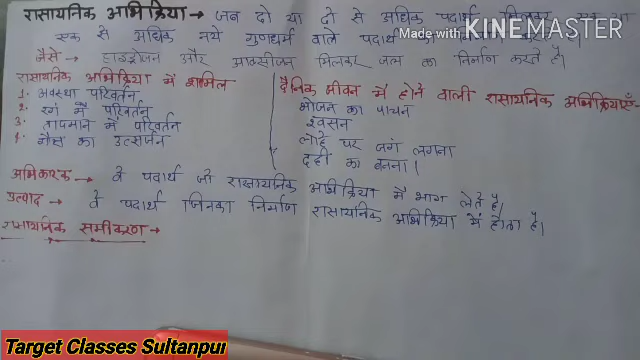 रासायनिक अभिक्रिया → जब दो या दो से अधिक पदार्थ मिलकर
एक से अधिक नये गुणधर्म वाले पदार्थ का
Made with KINEMASTER
जैसे → हाइड्रोजन और आक्सीजन मिलकर जल का निर्माण करते है।
रासायनिक अभिक्रिया में शामिल
1. अवस्था परिवर्तन
2. रंग में परिवर्तन
3. तापमान में परिवर्तन
4. गैस का उत्सर्जन
दैनिक जीवन में होने वाली रासायनिक अभिक्रियाएँ
भोजन का पाचन
श्वसन
लोहे पर जंग लगना
दही का बनना।
अभिकारक → वे पदार्थ जो रासायनिक अभिक्रिया में भाग लेते है।
उत्पाद → वे पदार्थ जिनका निर्माण रासायनिक अभिक्रिया में होता है।
रासायनिक समीकरण →
Target Classes Sultanpur